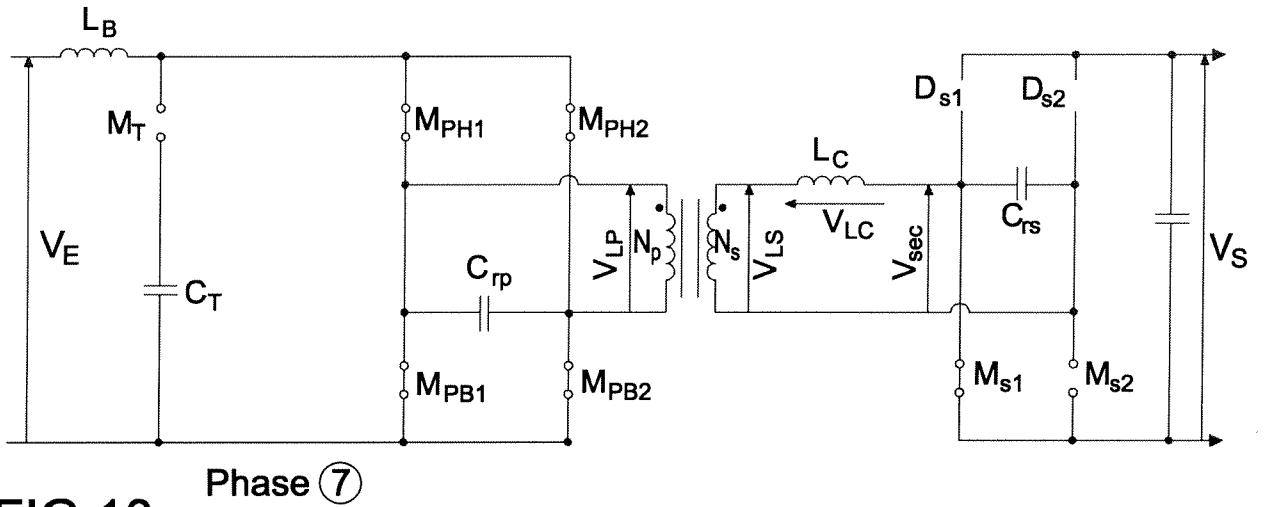 L_B
D_s1
D_s2
M_T
M_PH1
M_PH2
L_C
V_LC
C_rs
V_E
C_T
C_rp
V_LP
N_p
N_s
V_LS
V_sec
V_S
M_PB1
M_PB2
M_s1
M_s2
Phase ⑦